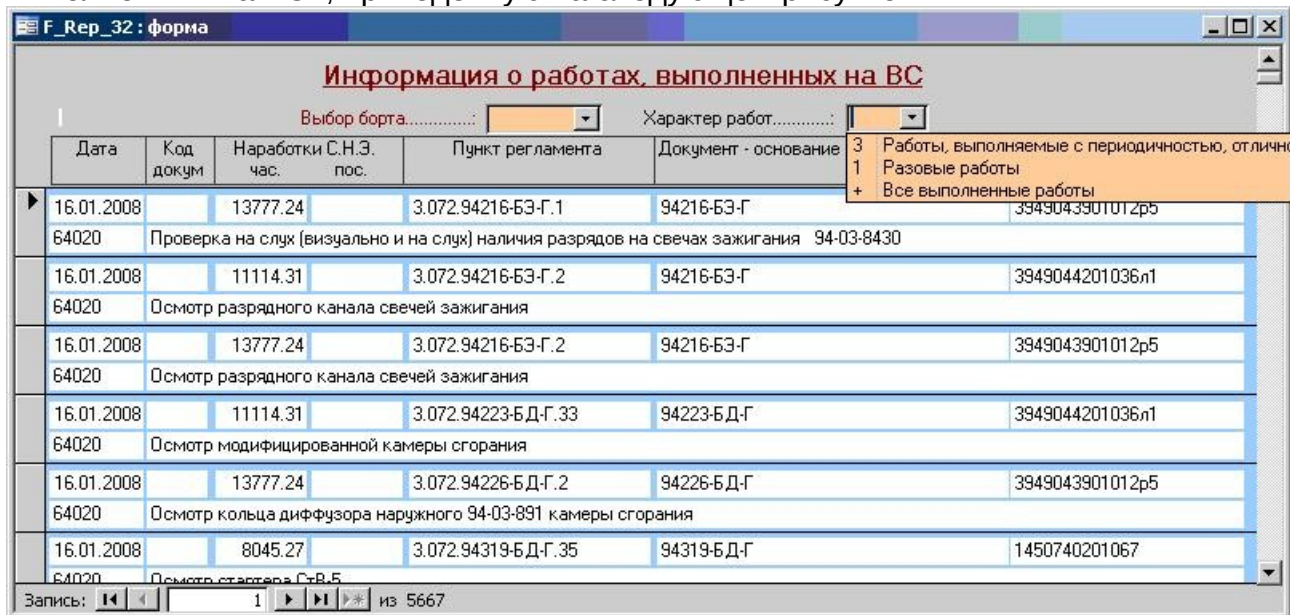 F_Rep_32 : форма
Информация о работах, выполненных на ВС
Выбор борта.............: Характер работ............:
Дата Код докум Наработки С.Н.Э. час. пос. Пункт регламента Документ - основание
3 Работы, выполняемые с периодичностью, отлично
1 Разовые работы
+ Все выполненные работы
16.01.2008 13777.24 3.072.94216-БЭ-Г.1 94216-БЭ-Г 3949043901012р5
64020 Проверка на слух (визуально и на слух) наличия разрядов на свечах зажигания 94-03-8430
16.01.2008 11114.31 3.072.94216-БЭ-Г.2 94216-БЭ-Г 3949044201036л1
64020 Осмотр разрядного канала свечей зажигания
16.01.2008 13777.24 3.072.94216-БЭ-Г.2 94216-БЭ-Г 3949043901012р5
64020 Осмотр разрядного канала свечей зажигания
16.01.2008 11114.31 3.072.94223-БД-Г.33 94223-БД-Г 3949044201036л1
64020 Осмотр модифицированной камеры сгорания
16.01.2008 13777.24 3.072.94226-БД-Г.2 94226-БД-Г 3949043901012р5
64020 Осмотр кольца диффузора наружного 94-03-891 камеры сгорания
16.01.2008 8045.27 3.072.94319-БД-Г.35 94319-БД-Г 1450740201067
64020 Осмотр стартера СтВ-5
Запись: 1 из 5667